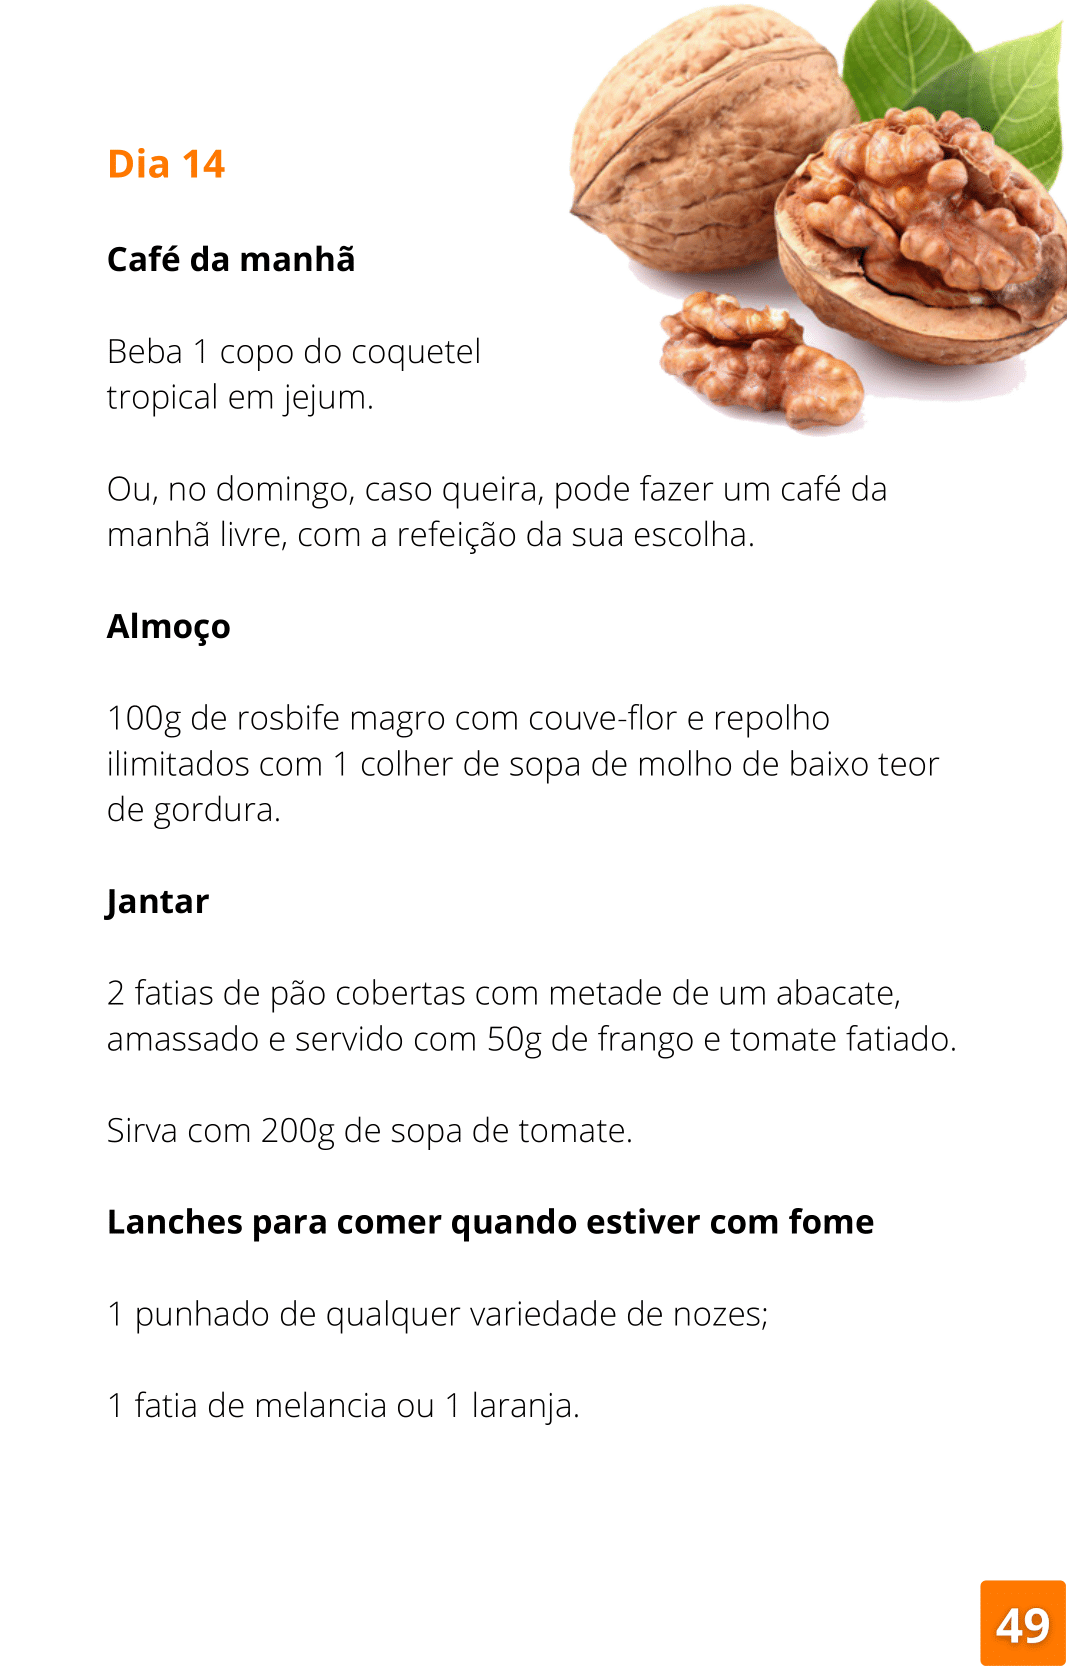 Dia 14
Café da manhã
Beba 1 copo do coquetel
tropical em jejum.
Ou, no domingo, caso queira, pode fazer um café da
manhã livre, com a refeição da sua escolha.
Almoço
100g de rosbife magro com couve-flor e repolho
ilimitados com 1 colher de sopa de molho de baixo teor
de gordura.
Jantar
2 fatias de pão cobertas com metade de um abacate,
amassado e servido com 50g de frango e tomate fatiado.
Sirva com 200g de sopa de tomate.
Lanches para comer quando estiver com fome
1 punhado de qualquer variedade de nozes;
1 fatia de melancia ou 1 laranja.
49